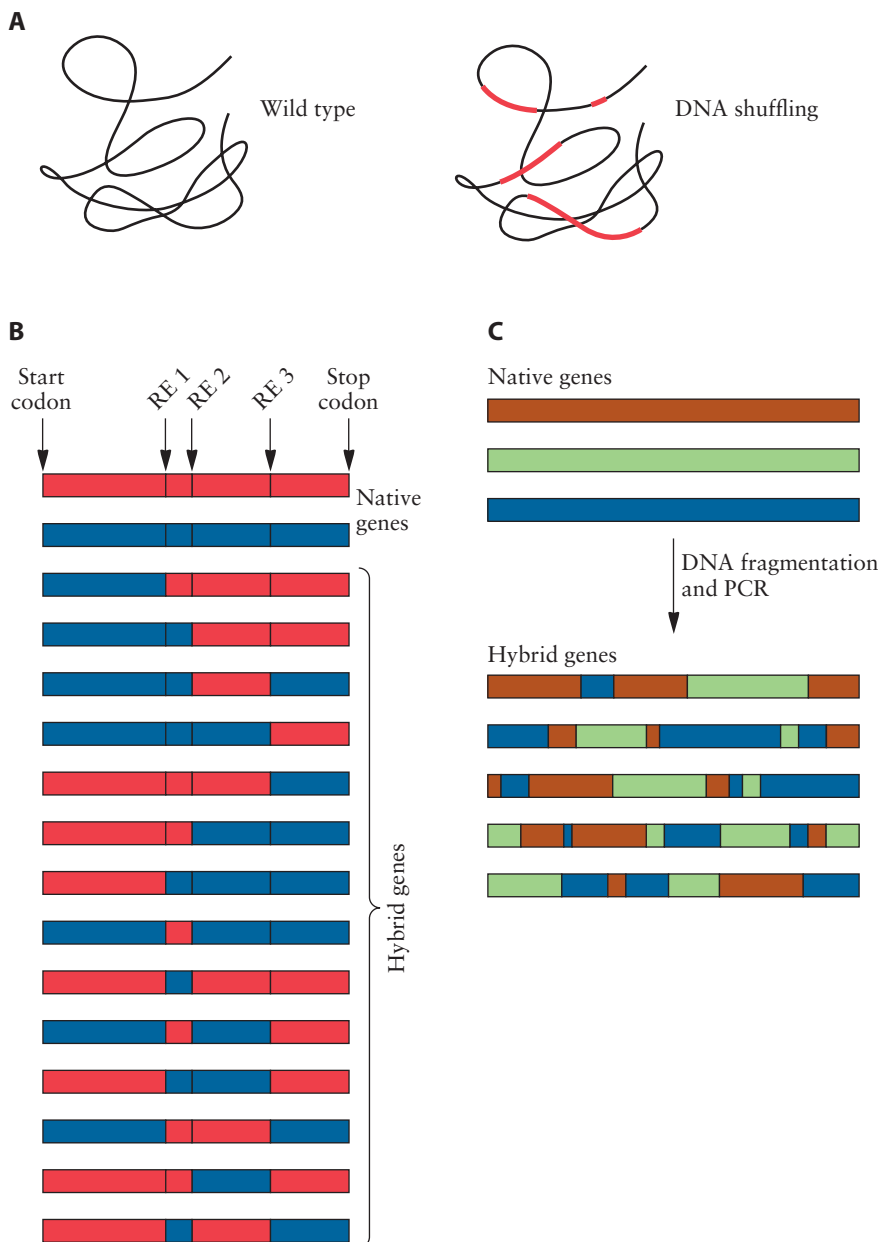 A
Wild type
DNA shuffling
B
Start
codon
RE 1
RE 2
RE 3
Stop
codon
Native
genes
Hybrid genes
C
Native genes
DNA fragmentation
and PCR
Hybrid genes